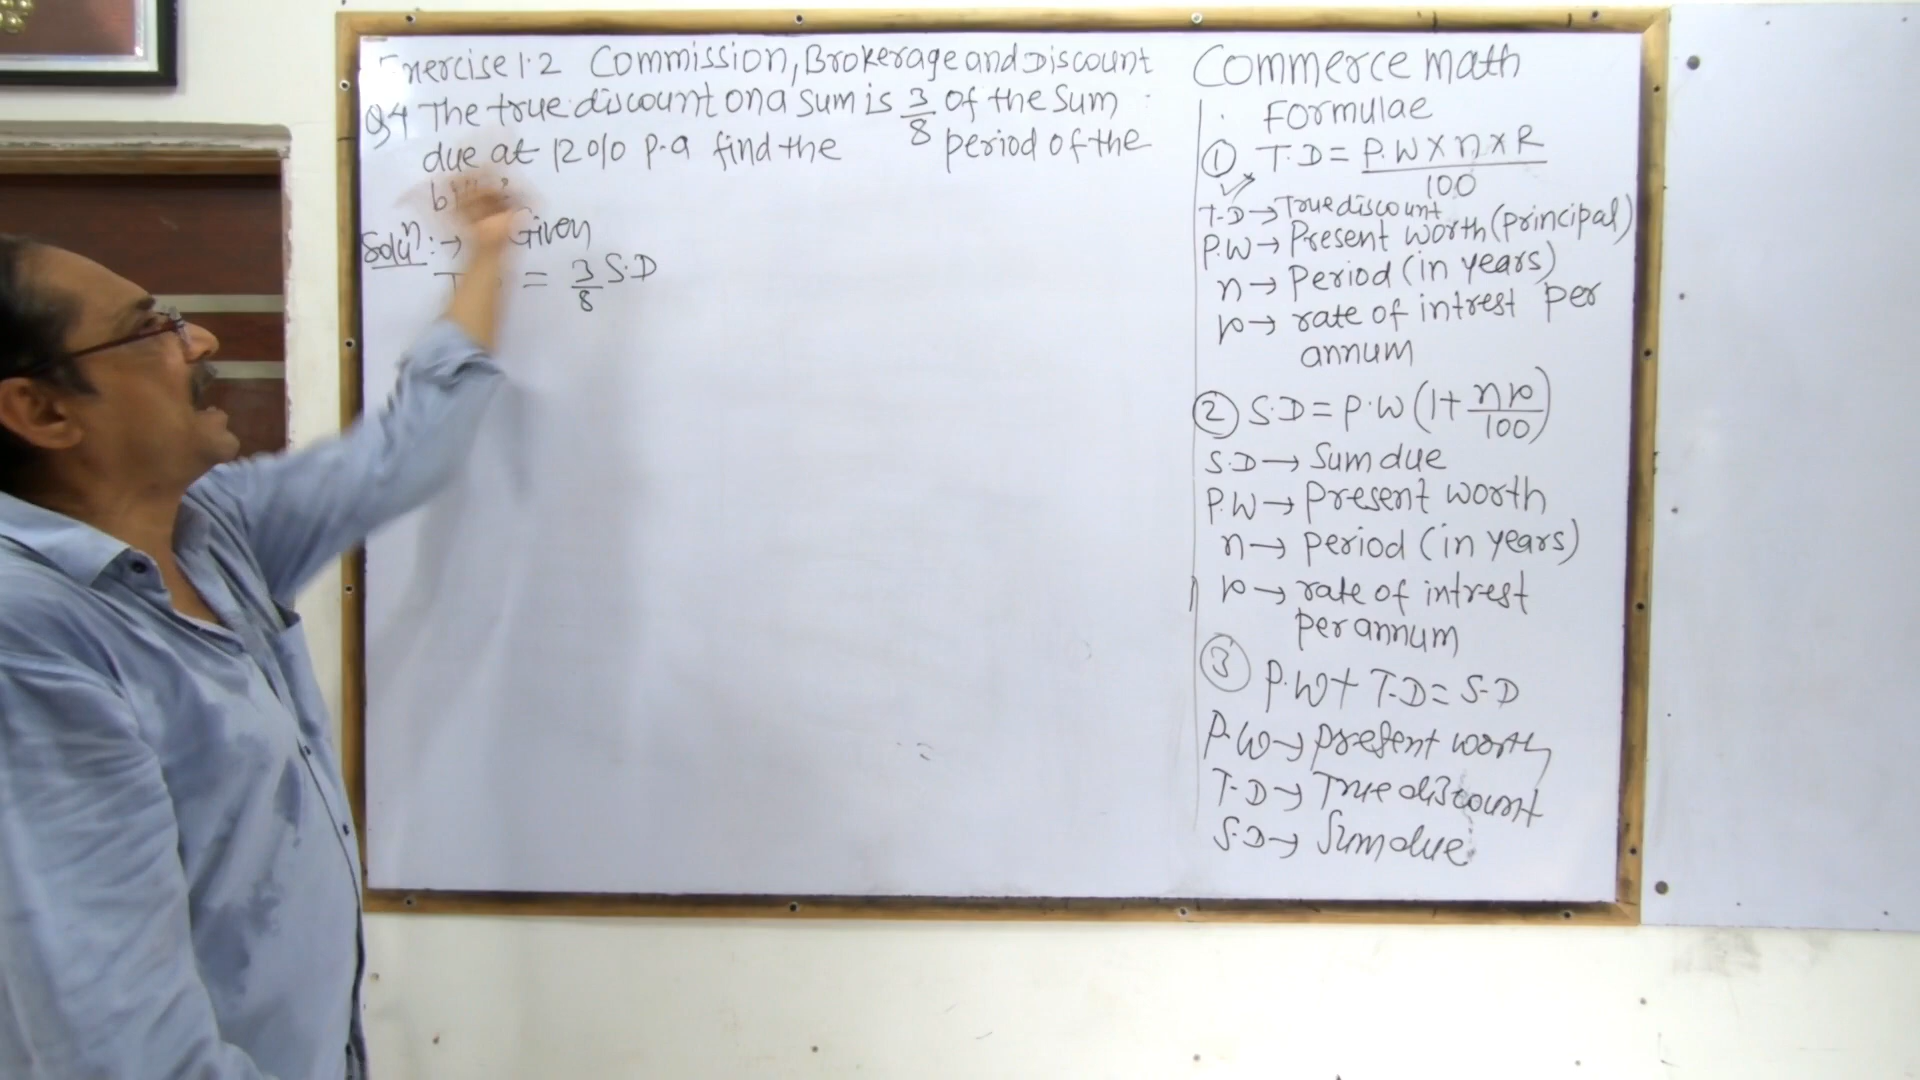 Exercise 1.2 Commission, Brokerage and Discount
Q4 The true discount on a sum is 3/8 of the sum
due at 12% p.a find the period of the
Soluⁿ :→ Given
= 3/8 S.D
Commerce math
Formulae
① T.D = P.W X n X R / 100
T.D → True discount
P.W → Present worth (principal)
n → Period (in years)
r → rate of intrest per
annum
② S.D = P.W (1 + nr/100)
S.D → Sum due
P.W → Present worth
n → period (in years)
r → rate of intrest
per annum
③ P.W + T.D = S.D
P.W → present worth
T.D → True discount
S.D → Sum due